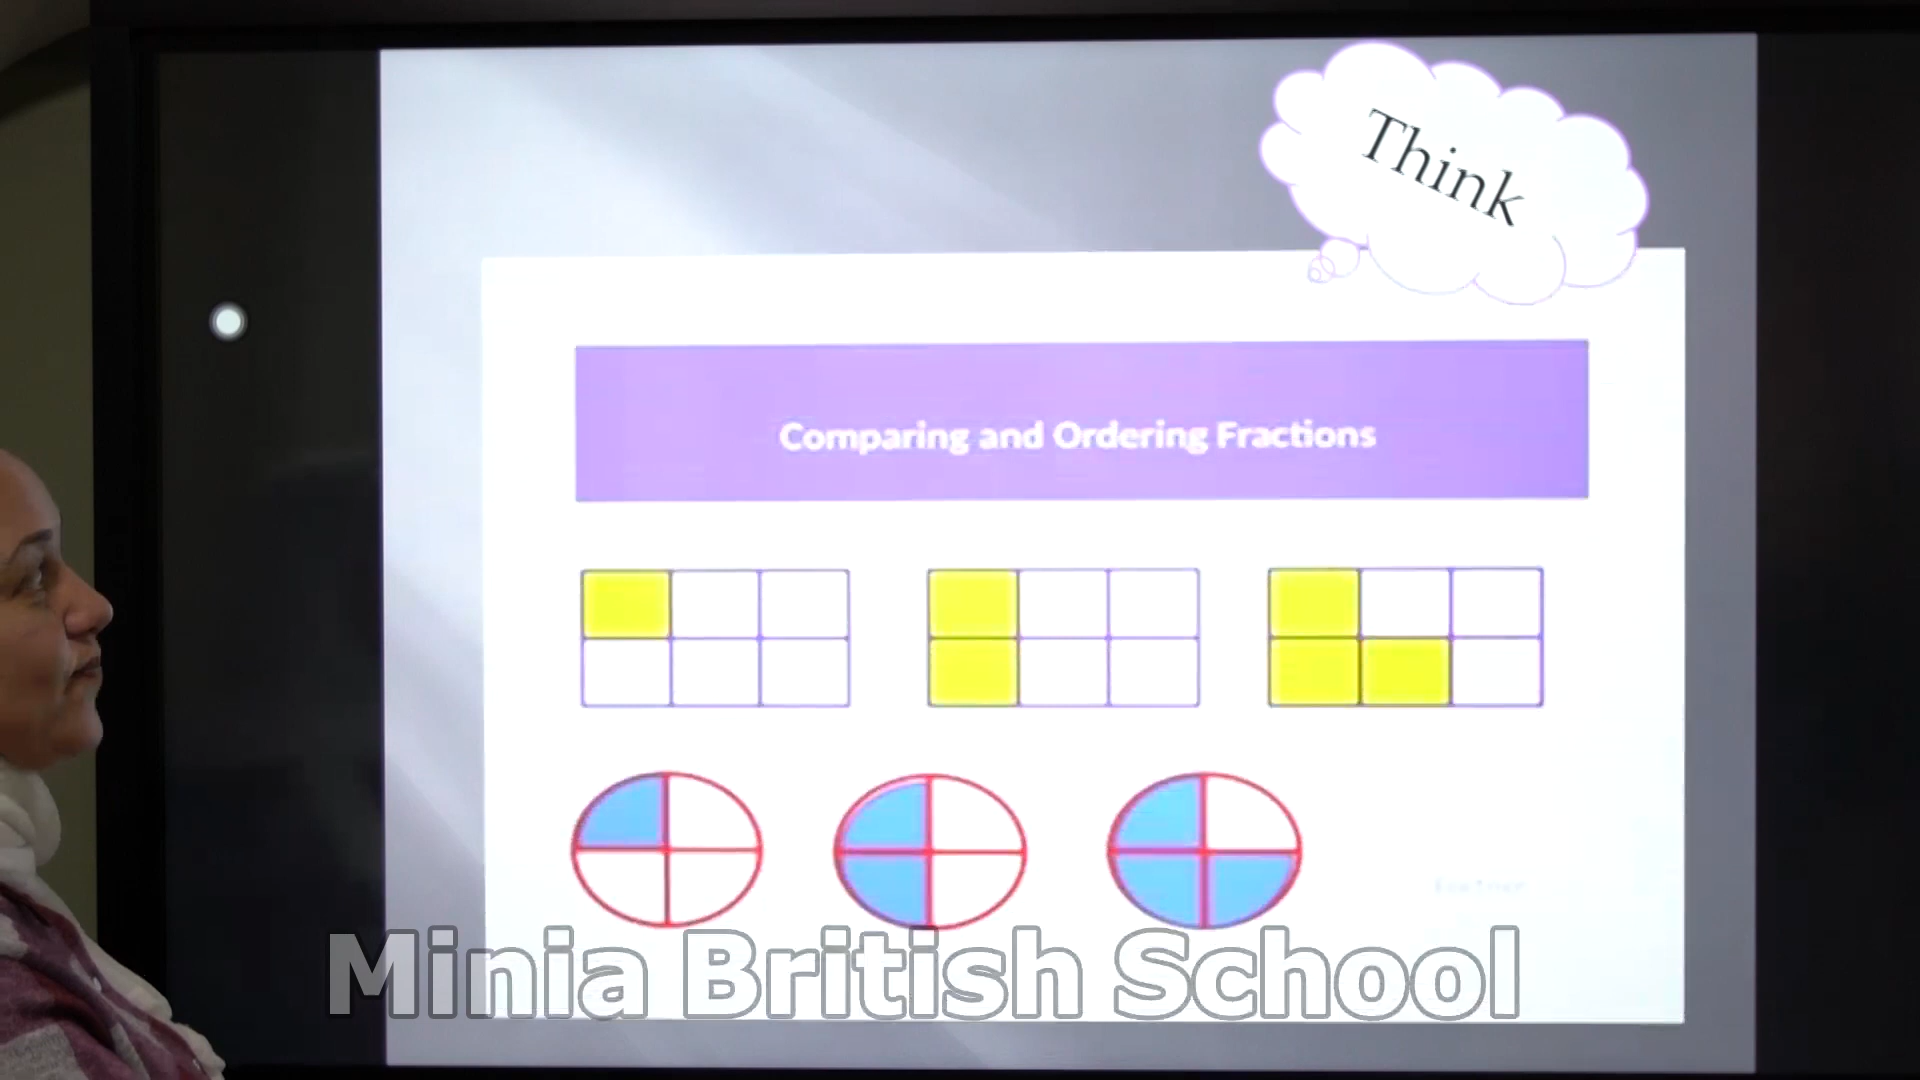 Think
Comparing and Ordering Fractions
Minia British School